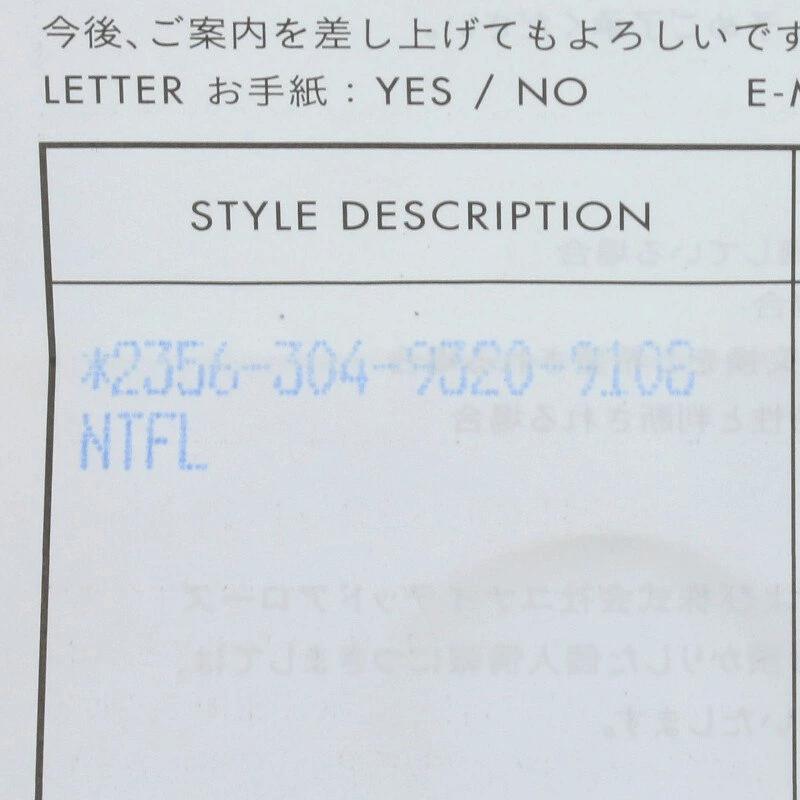 今後、ご案内を差し上げてもよろしいです
LETTER お手紙 : YES / NO E-M
STYLE DESCRIPTION
*2356-304-9320-9108
NTFL